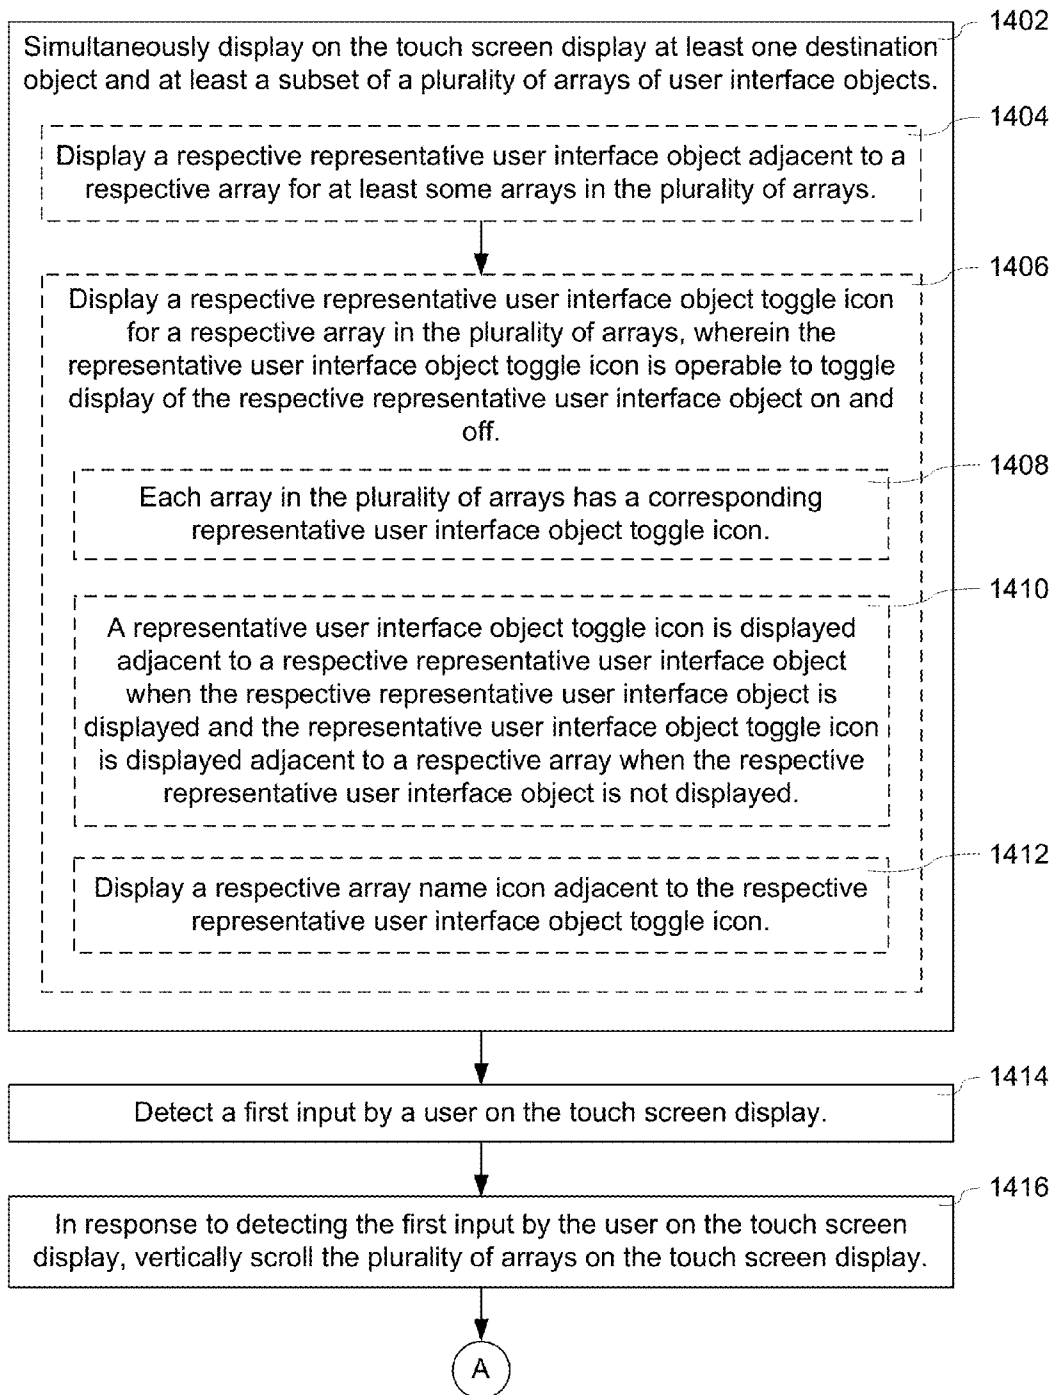 1402
Simultaneously display on the touch screen display at least one destination
object and at least a subset of a plurality of arrays of user interface objects.
1404
Display a respective representative user interface object adjacent to a
respective array for at least some arrays in the plurality of arrays.
1406
Display a respective representative user interface object toggle icon
for a respective array in the plurality of arrays, wherein the
representative user interface object toggle icon is operable to toggle
display of the respective representative user interface object on and
off.
1408
Each array in the plurality of arrays has a corresponding
representative user interface object toggle icon.
1410
A representative user interface object toggle icon is displayed
adjacent to a respective representative user interface object
when the respective representative user interface object is
displayed and the representative user interface object toggle icon
is displayed adjacent to a respective array when the respective
representative user interface object is not displayed.
1412
Display a respective array name icon adjacent to the respective
representative user interface object toggle icon.
1414
Detect a first input by a user on the touch screen display.
1416
In response to detecting the first input by the user on the touch screen
display, vertically scroll the plurality of arrays on the touch screen display.
A